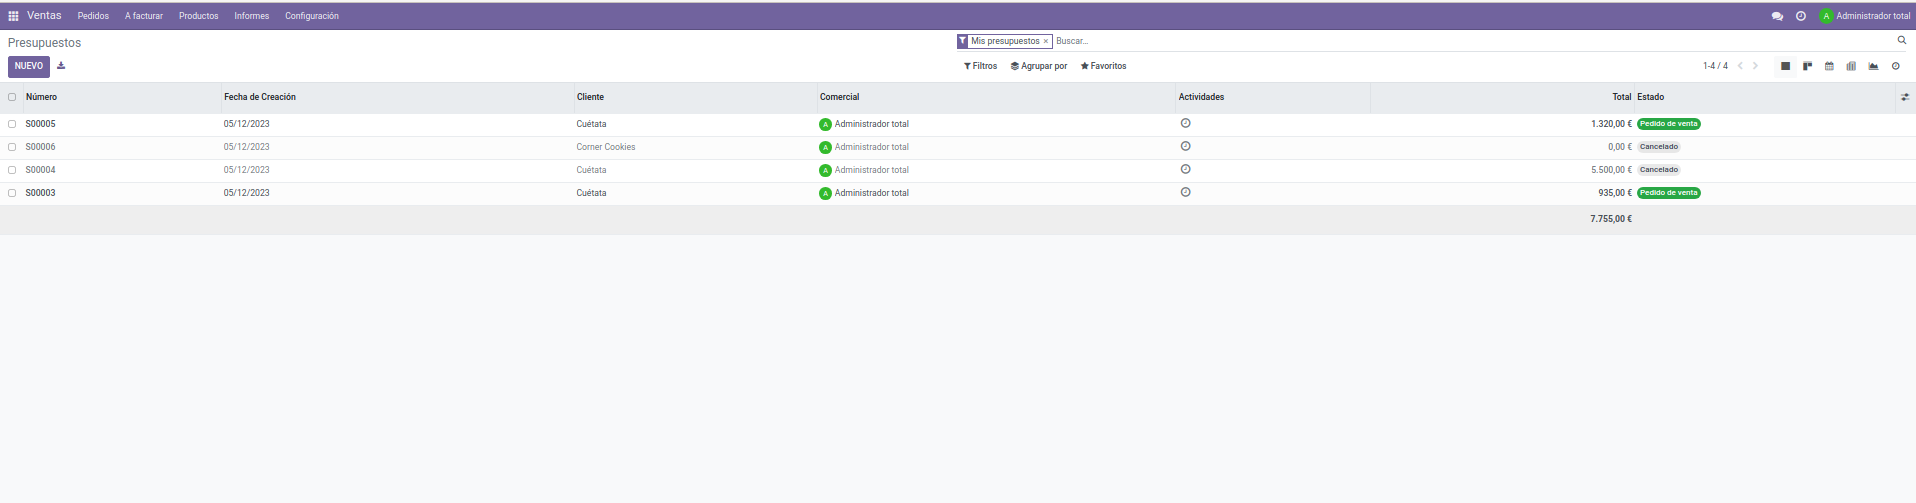 Ventas Pedidos A facturar Productos Informes Configuración A Administrador total
Presupuestos Mis presupuestos × Buscar...
NUEVO Filtros Agrupar por Favoritos 1-4 / 4
Número Fecha de Creación Cliente Comercial Actividades Total Estado
S00005 05/12/2023 Cuétata A Administrador total 1.320,00 € Pedido de venta
S00006 05/12/2023 Corner Cookies A Administrador total 0,00 € Cancelado
S00004 05/12/2023 Cuétata A Administrador total 5.500,00 € Cancelado
S00003 05/12/2023 Cuétata A Administrador total 935,00 € Pedido de venta
7.755,00 €